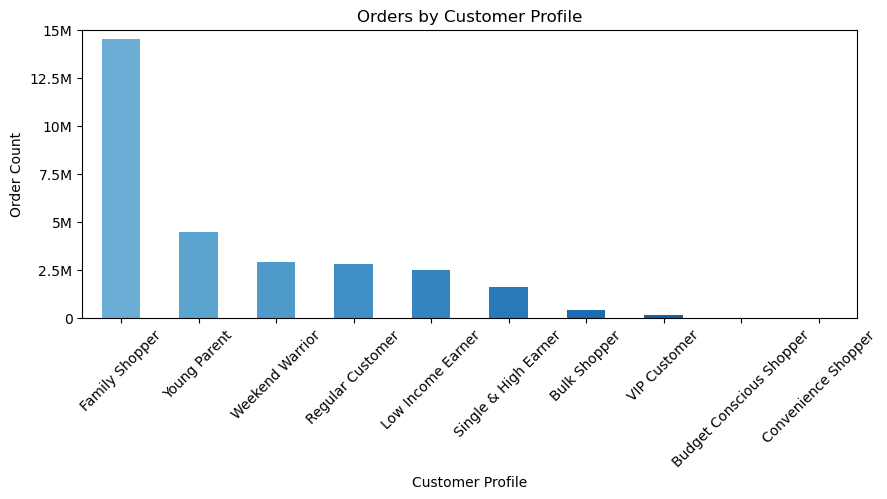 Orders by Customer Profile
Order Count
15M
12.5M
10M
7.5M
5M
2.5M
0
Family Shopper
Young Parent
Weekend Warrior
Regular Customer
Low Income Earner
Single & High Earner
Bulk Shopper
VIP Customer
Budget Conscious Shopper
Convenience Shopper
Customer Profile